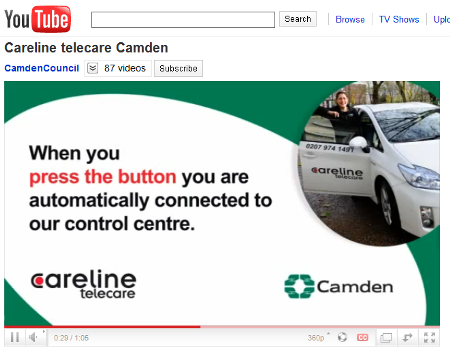 YouTube Search Browse TV Shows Uplo
Careline telecare Camden
CamdenCouncil 87 videos Subscribe
When you
press the button you are
automatically connected to
our control centre.
0207 974 1491
careline
telecare
careline
telecare
Camden
0:29 / 1:05 360p CC